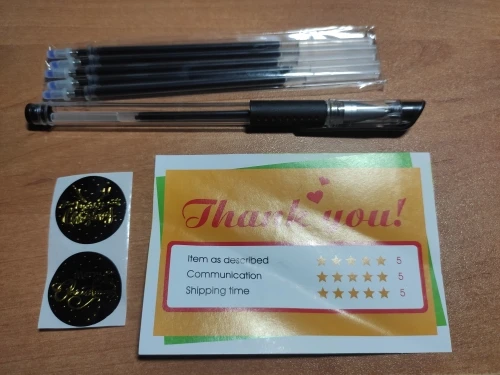 Thank you!
Item as described ★★★★★ 5
Communication ★★★★★ 5
Shipping time ★★★★★ 5